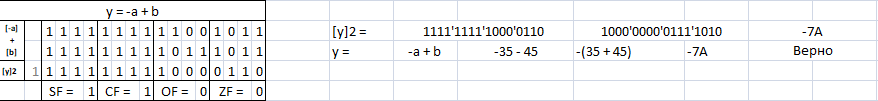 y = -a + b
[-a] 1 1 1 1 1 1 1 1 1 1 0 0 1 0 1 1 [y]2 = 1111'1111'1000'0110 1000'0000'0111'1010 -7A
+
[b] 1 1 1 1 1 1 1 1 1 0 1 1 1 0 1 1 y = -a + b -35 - 45 -(35 + 45) -7A Верно
[y]2 1 1 1 1 1 1 1 1 1 1 0 0 0 0 1 1 0
SF = 1 CF = 1 OF = 0 ZF = 0